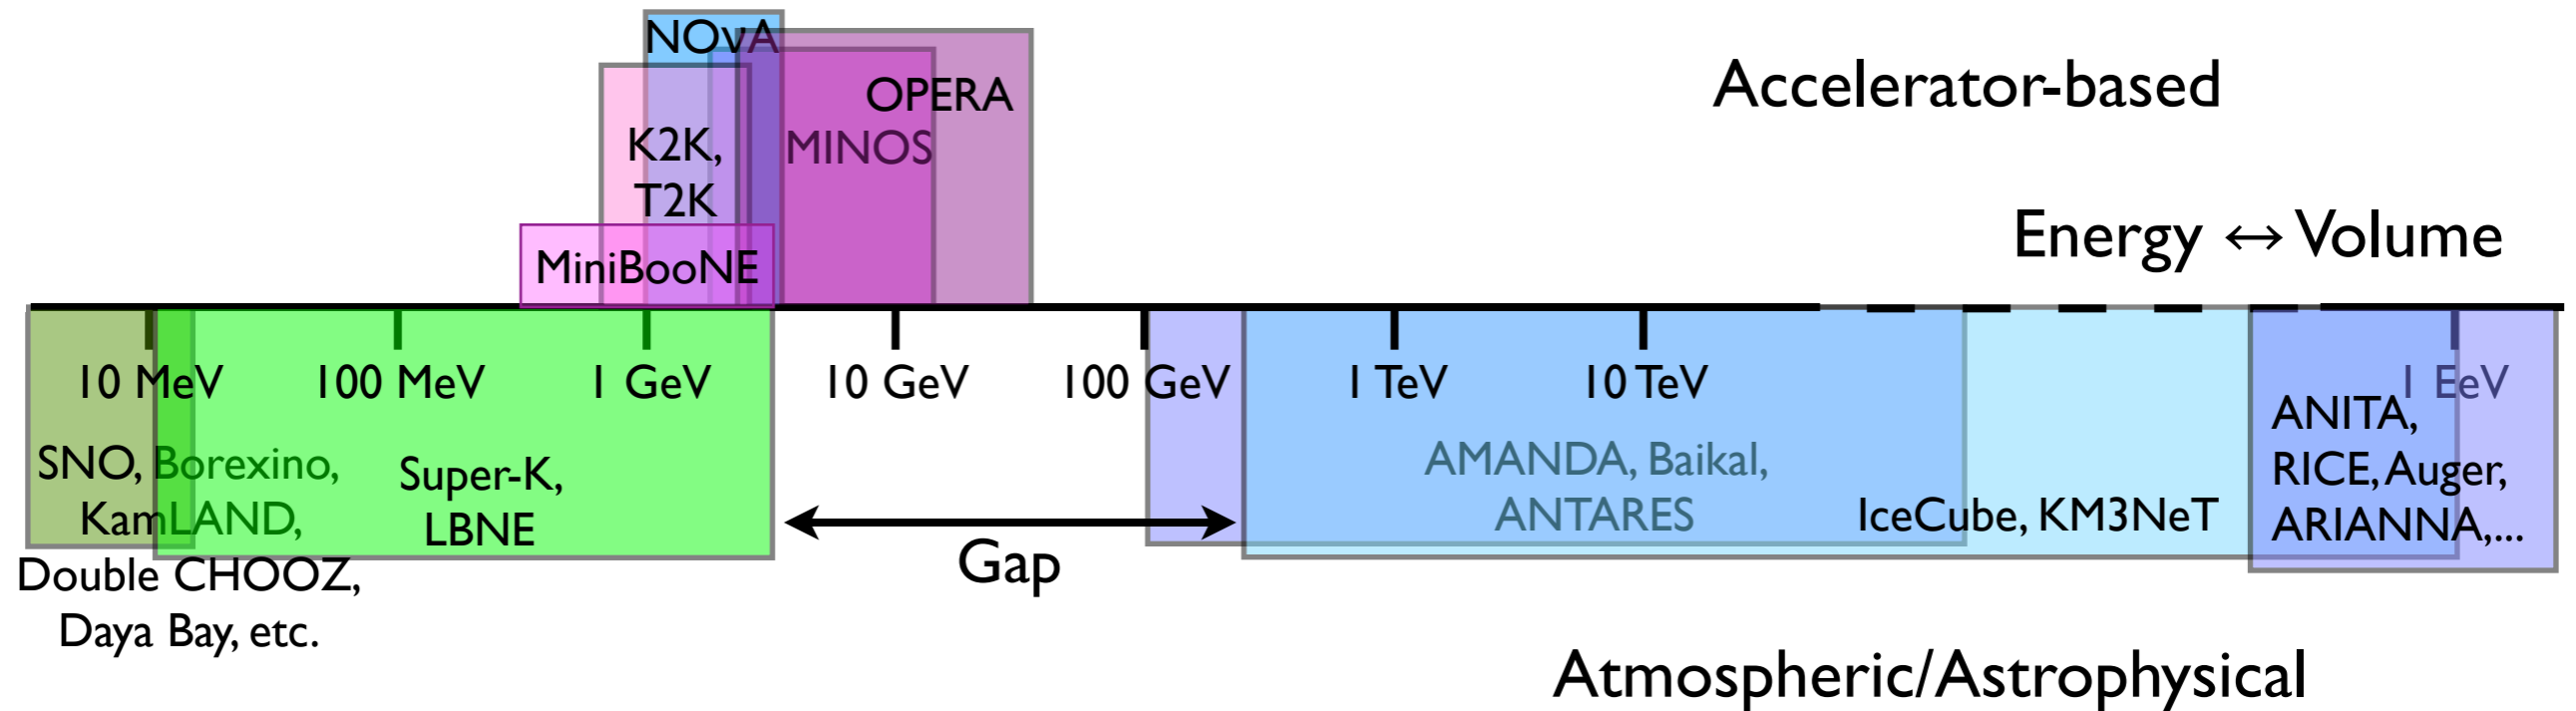 NOνA
Accelerator-based
OPERA
MINOS
K2K,
T2K
Energy ↔ Volume
MiniBooNE
10 MeV
100 MeV
1 GeV
10 GeV
100 GeV
1 TeV
10 TeV
1 EeV
SNO, Borexino,
KamLAND,
Double CHOOZ,
Daya Bay, etc.
Super-K,
LBNE
Gap
AMANDA, Baikal,
ANTARES
IceCube, KM3NeT
ANITA,
RICE, Auger,
ARIANNA,...
Atmospheric/Astrophysical